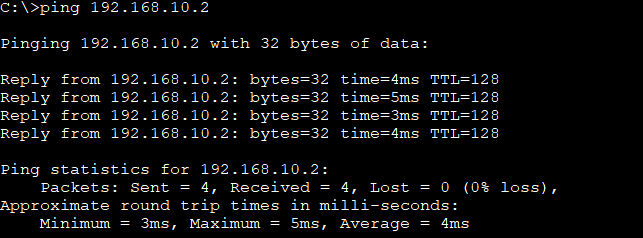 C:\>ping 192.168.10.2
Pinging 192.168.10.2 with 32 bytes of data:
Reply from 192.168.10.2: bytes=32 time=4ms TTL=128
Reply from 192.168.10.2: bytes=32 time=5ms TTL=128
Reply from 192.168.10.2: bytes=32 time=3ms TTL=128
Reply from 192.168.10.2: bytes=32 time=4ms TTL=128
Ping statistics for 192.168.10.2:
    Packets: Sent = 4, Received = 4, Lost = 0 (0% loss),
Approximate round trip times in milli-seconds:
    Minimum = 3ms, Maximum = 5ms, Average = 4ms